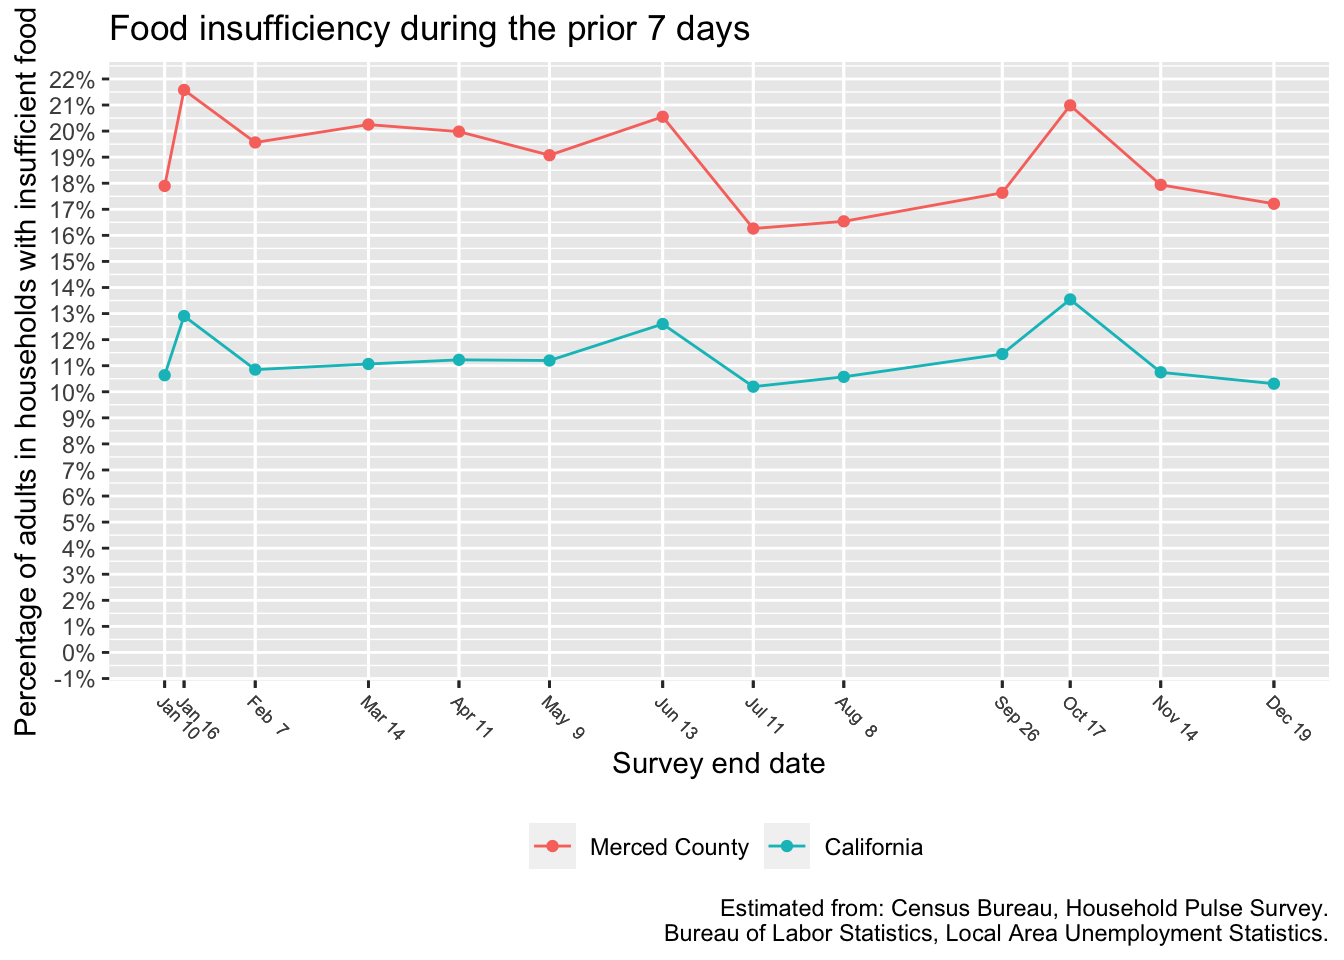 Food insufficiency during the prior 7 days
Percentage of adults in households with insufficient food
22%
21%
20%
19%
18%
17%
16%
15%
14%
13%
12%
11%
10%
9%
8%
7%
6%
5%
4%
3%
2%
1%
0%
-1%
Jan 10
Jan 16
Feb 7
Mar 14
Apr 11
May 9
Jun 13
Jul 11
Aug 8
Sep 26
Oct 17
Nov 14
Dec 19
Survey end date
Merced County
California
Estimated from: Census Bureau, Household Pulse Survey.
Bureau of Labor Statistics, Local Area Unemployment Statistics.